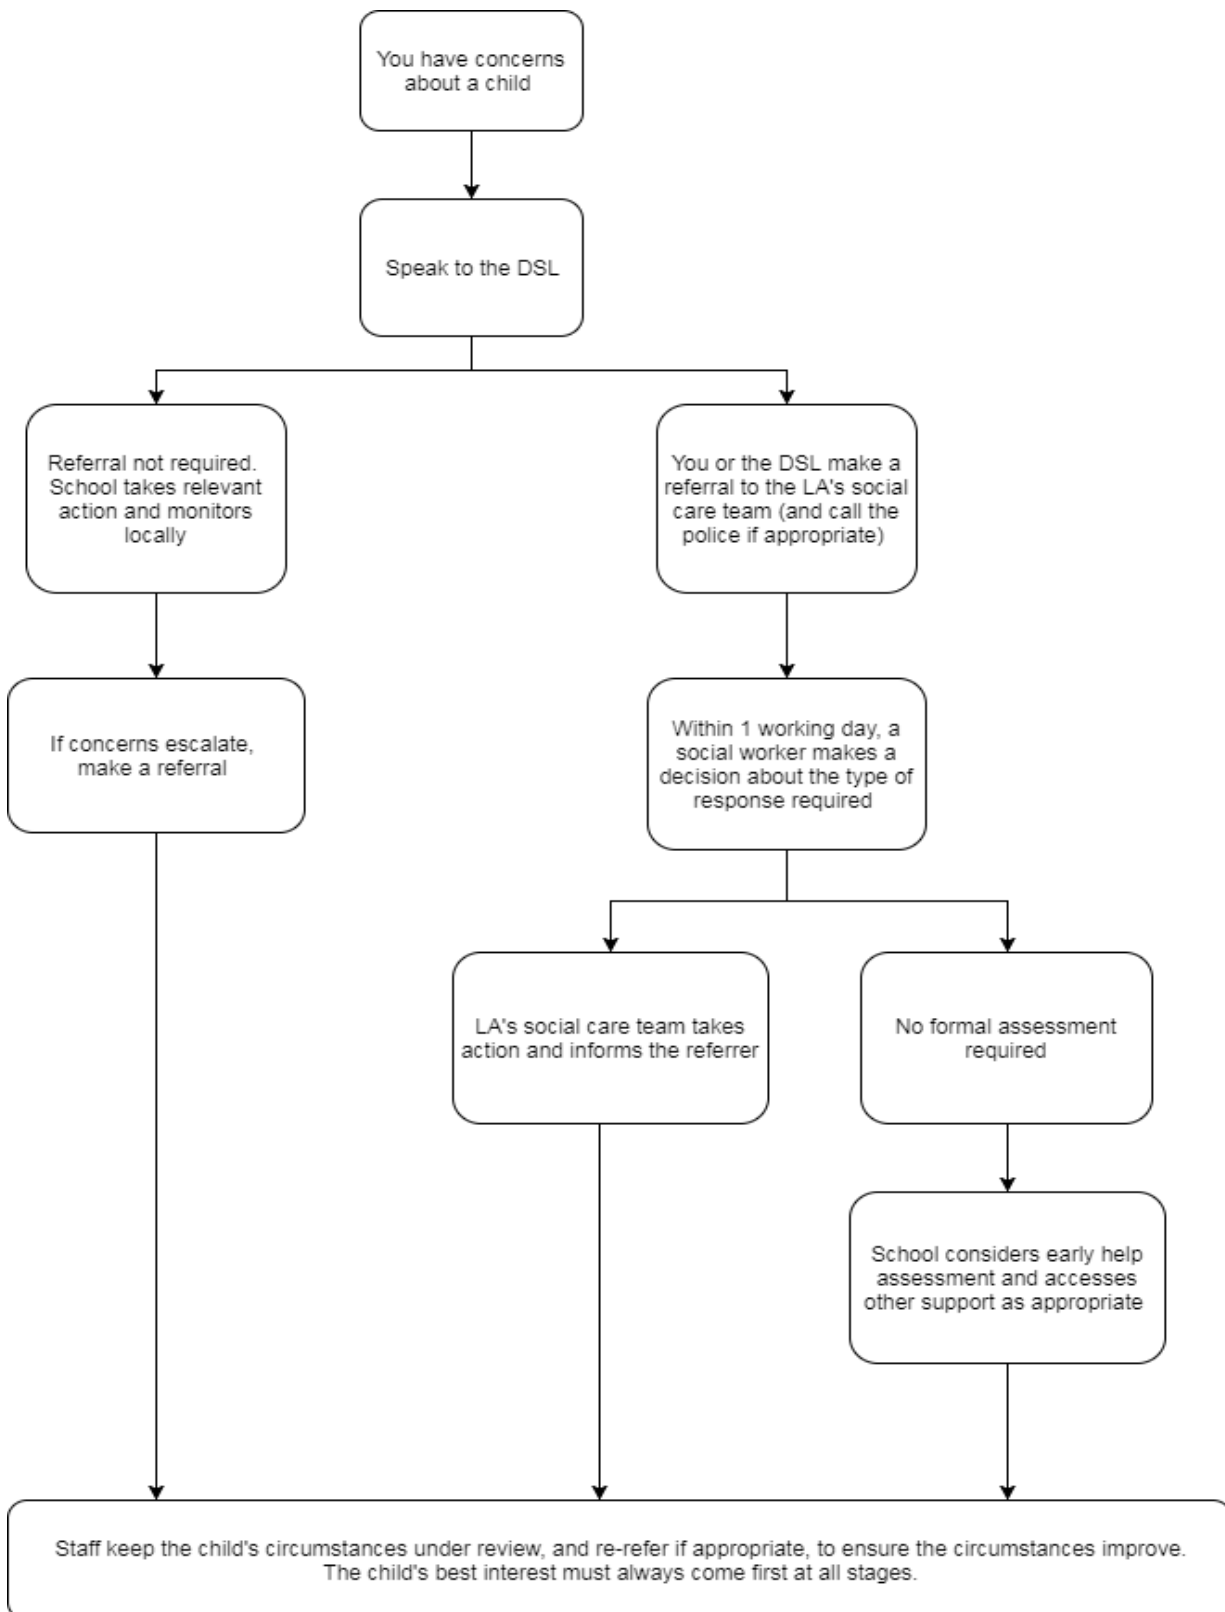 You have concerns
about a child
Speak to the DSL
Referral not required.
School takes relevant
action and monitors
locally
You or the DSL make a
referral to the LA's social
care team (and call the
police if appropriate)
If concerns escalate,
make a referral
Within 1 working day, a
social worker makes a
decision about the type of
response required
LA's social care team takes
action and informs the referrer
No formal assessment
required
School considers early help
assessment and accesses
other support as appropriate
Staff keep the child's circumstances under review, and re-refer if appropriate, to ensure the circumstances improve.
The child's best interest must always come first at all stages.